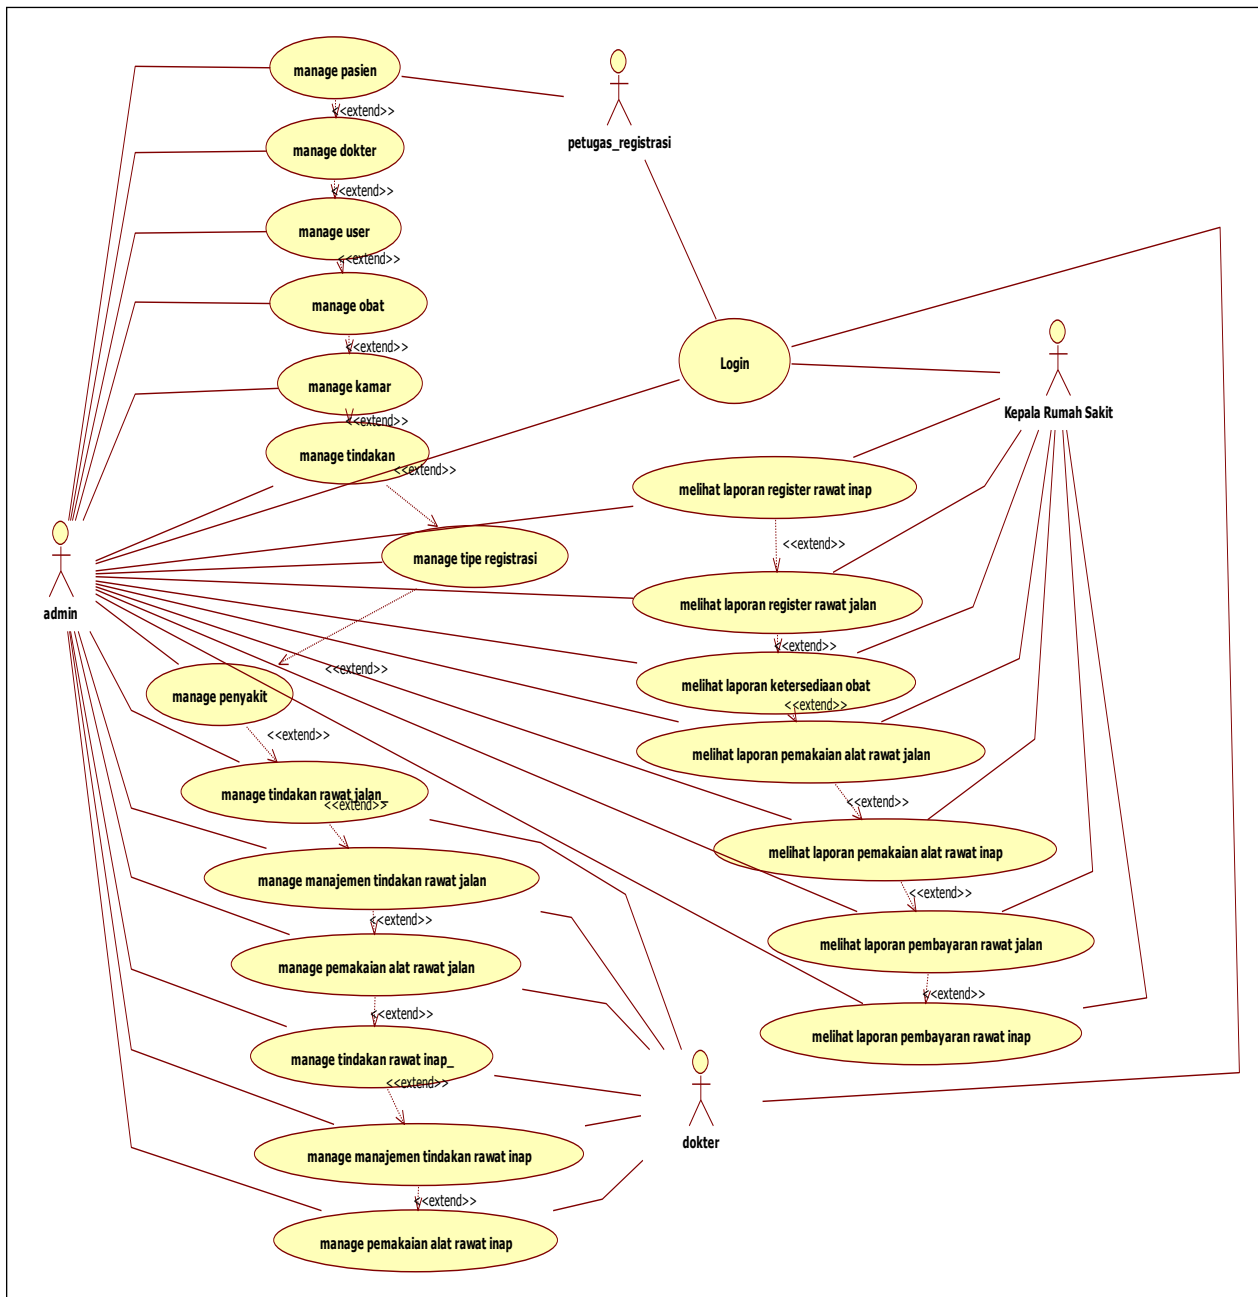 manage pasien
<<extend>>
petugas_registrasi
manage dokter
<<extend>>
manage user
<<extend>>
manage obat
<<extend>>
Login
manage kamar
Kepala Rumah Sakit
<<extend>>
manage tindakan
<<extend>>
melihat laporan register rawat inap
<<extend>>
manage tipe registrasi
admin
melihat laporan register rawat jalan
<<extend>>
<<extend>>
melihat laporan ketersediaan obat
manage penyakit
<<extend>>
<<extend>>
melihat laporan pemakaian alat rawat jalan
manage tindakan rawat jalan_
<<extend>>
<<extend>>
melihat laporan pemakaian alat rawat inap
manage manajemen tindakan rawat jalan
<<extend>>
<<extend>>
melihat laporan pembayaran rawat jalan
manage pemakaian alat rawat jalan
<<extend>>
<<extend>>
melihat laporan pembayaran rawat inap
manage tindakan rawat inap_
<<extend>>
dokter
manage manajemen tindakan rawat inap
<<extend>>
manage pemakaian alat rawat inap